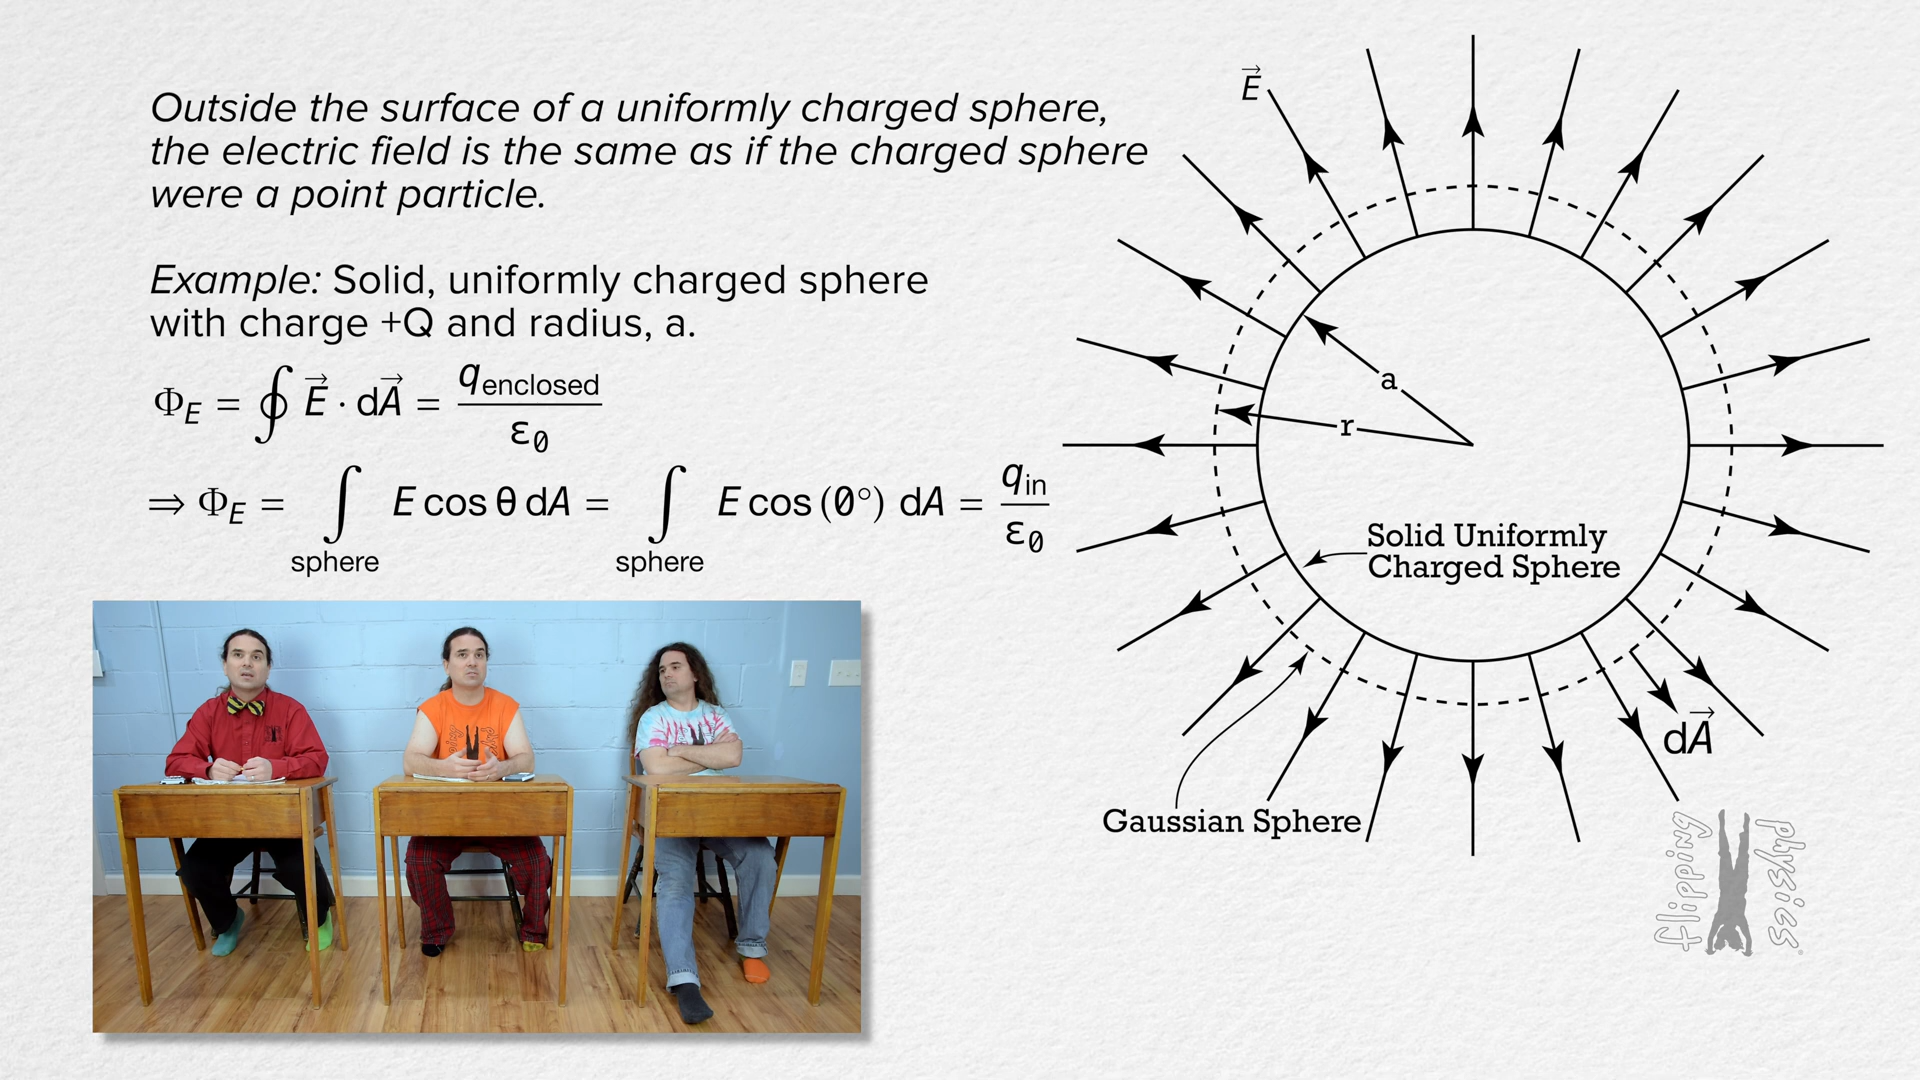 Outside the surface of a uniformly charged sphere,
the electric field is the same as if the charged sphere
were a point particle.
Example: Solid, uniformly charged sphere
with charge +Q and radius, a.
Φ_E = ∮ E⃗ · dA⃗ = q_enclosed / ε₀
⇒ Φ_E = ∫_sphere E cos θ dA = ∫_sphere E cos (0°) dA = q_in / ε₀
E⃗
a
r
Solid Uniformly
Charged Sphere
dA⃗
Gaussian Sphere
flipping
physics